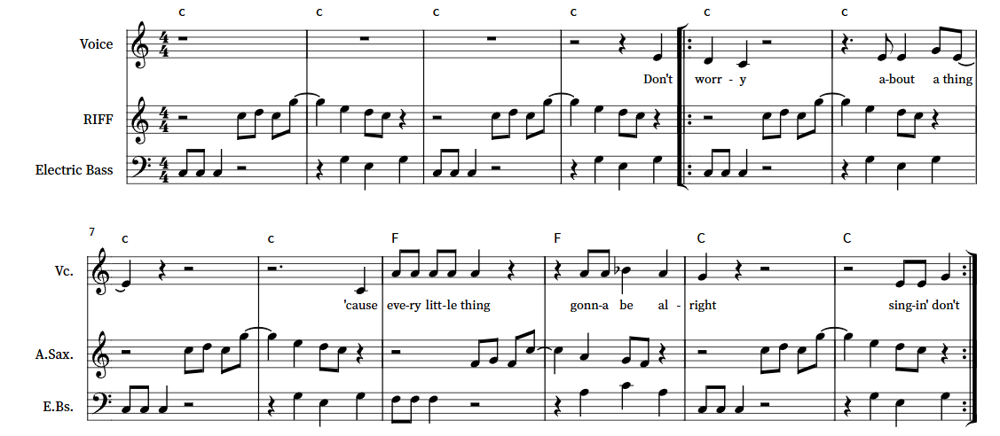 c c c c c c
Voice
Don't worr - y a-bout a thing
RIFF
Electric Bass
7
c c F F C C
Vc.
'cause eve-ry litt-le thing gonn-a be al - right sing-in' don't
A.Sax.
E.Bs.